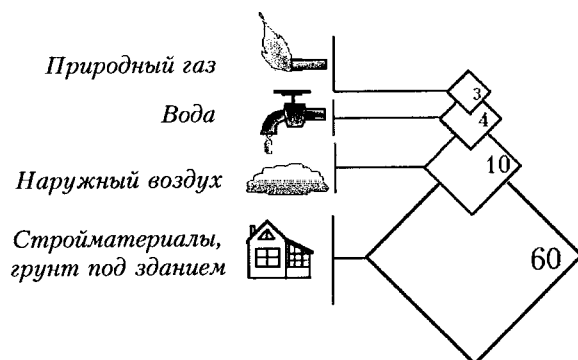 Природный газ
3
Вода
4
Наружный воздух
10
Стройматериалы,
грунт под зданием
60